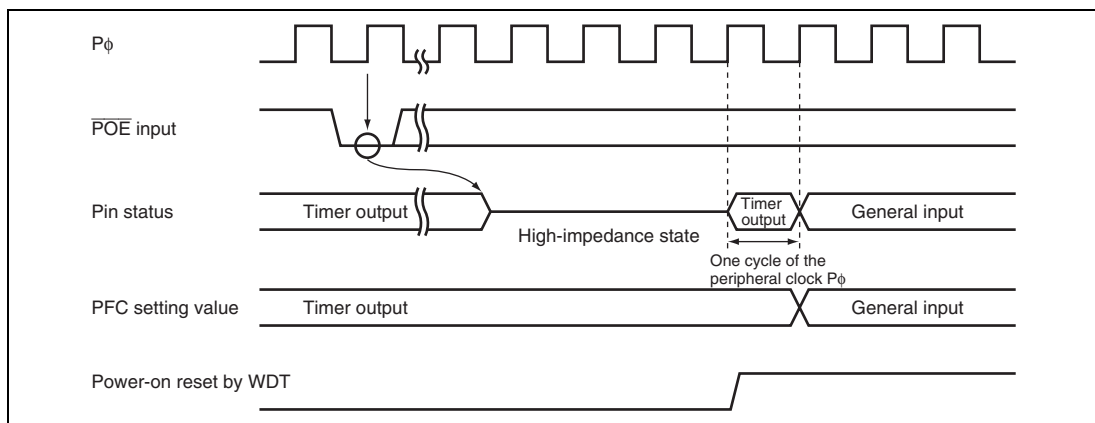 Pϕ
POE input
Pin status
Timer output
High-impedance state
Timer
output
General input
One cycle of the
peripheral clock Pϕ
PFC setting value
Timer output
General input
Power-on reset by WDT